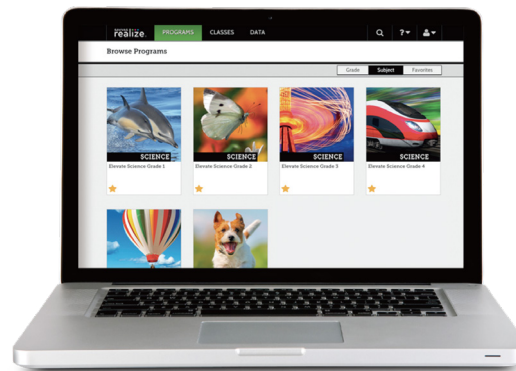 realize.
PROGRAMS
CLASSES
DATA
?
Browse Programs
Grade
Subject
Favorites
SCIENCE
SCIENCE
SCIENCE
SCIENCE
Elevate Science Grade 1
Elevate Science Grade 2
Elevate Science Grade 3
Elevate Science Grade 4